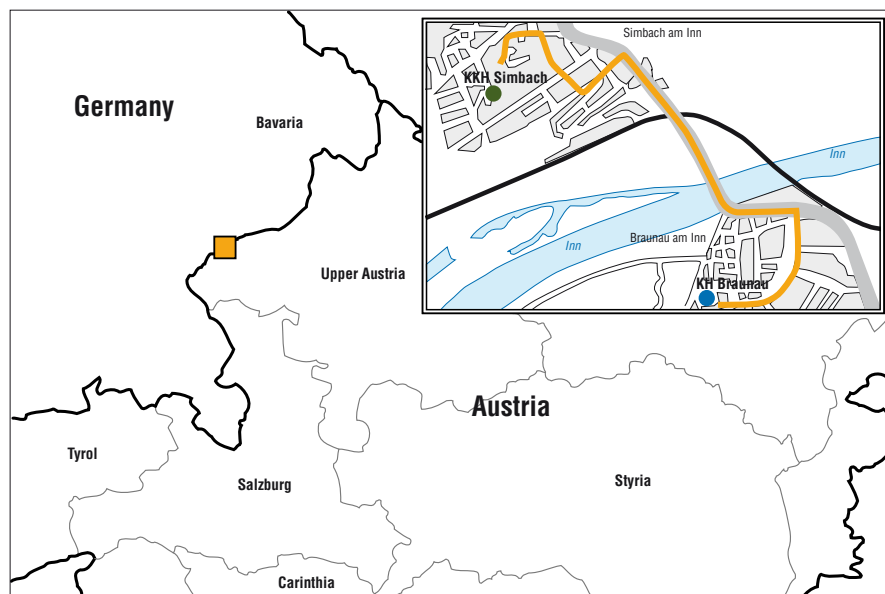 Germany
Bavaria
Upper Austria
Austria
Tyrol
Salzburg
Styria
Carinthia
Simbach am Inn
KKH Simbach
Inn
Inn
Braunau am Inn
KH Braunau